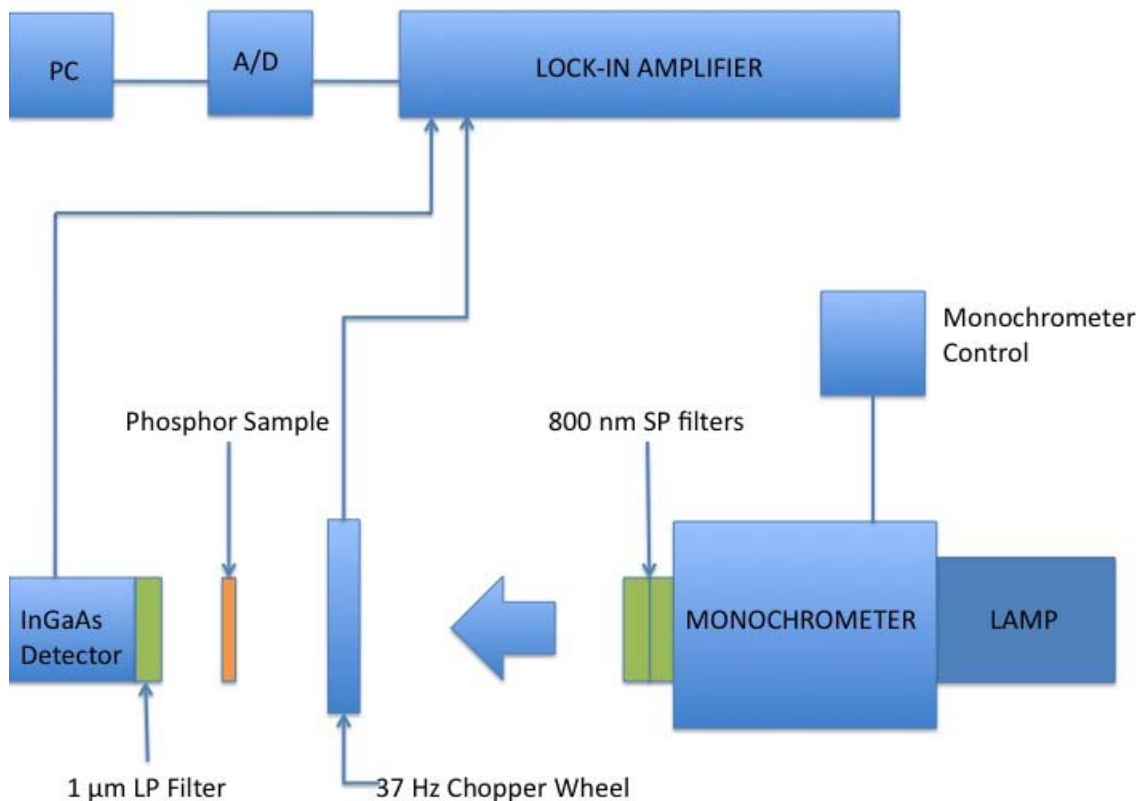 PC
A/D
LOCK-IN AMPLIFIER
Monochrometer
Control
Phosphor Sample
800 nm SP filters
InGaAs
Detector
MONOCHROMETER
LAMP
1 µm LP Filter
37 Hz Chopper Wheel